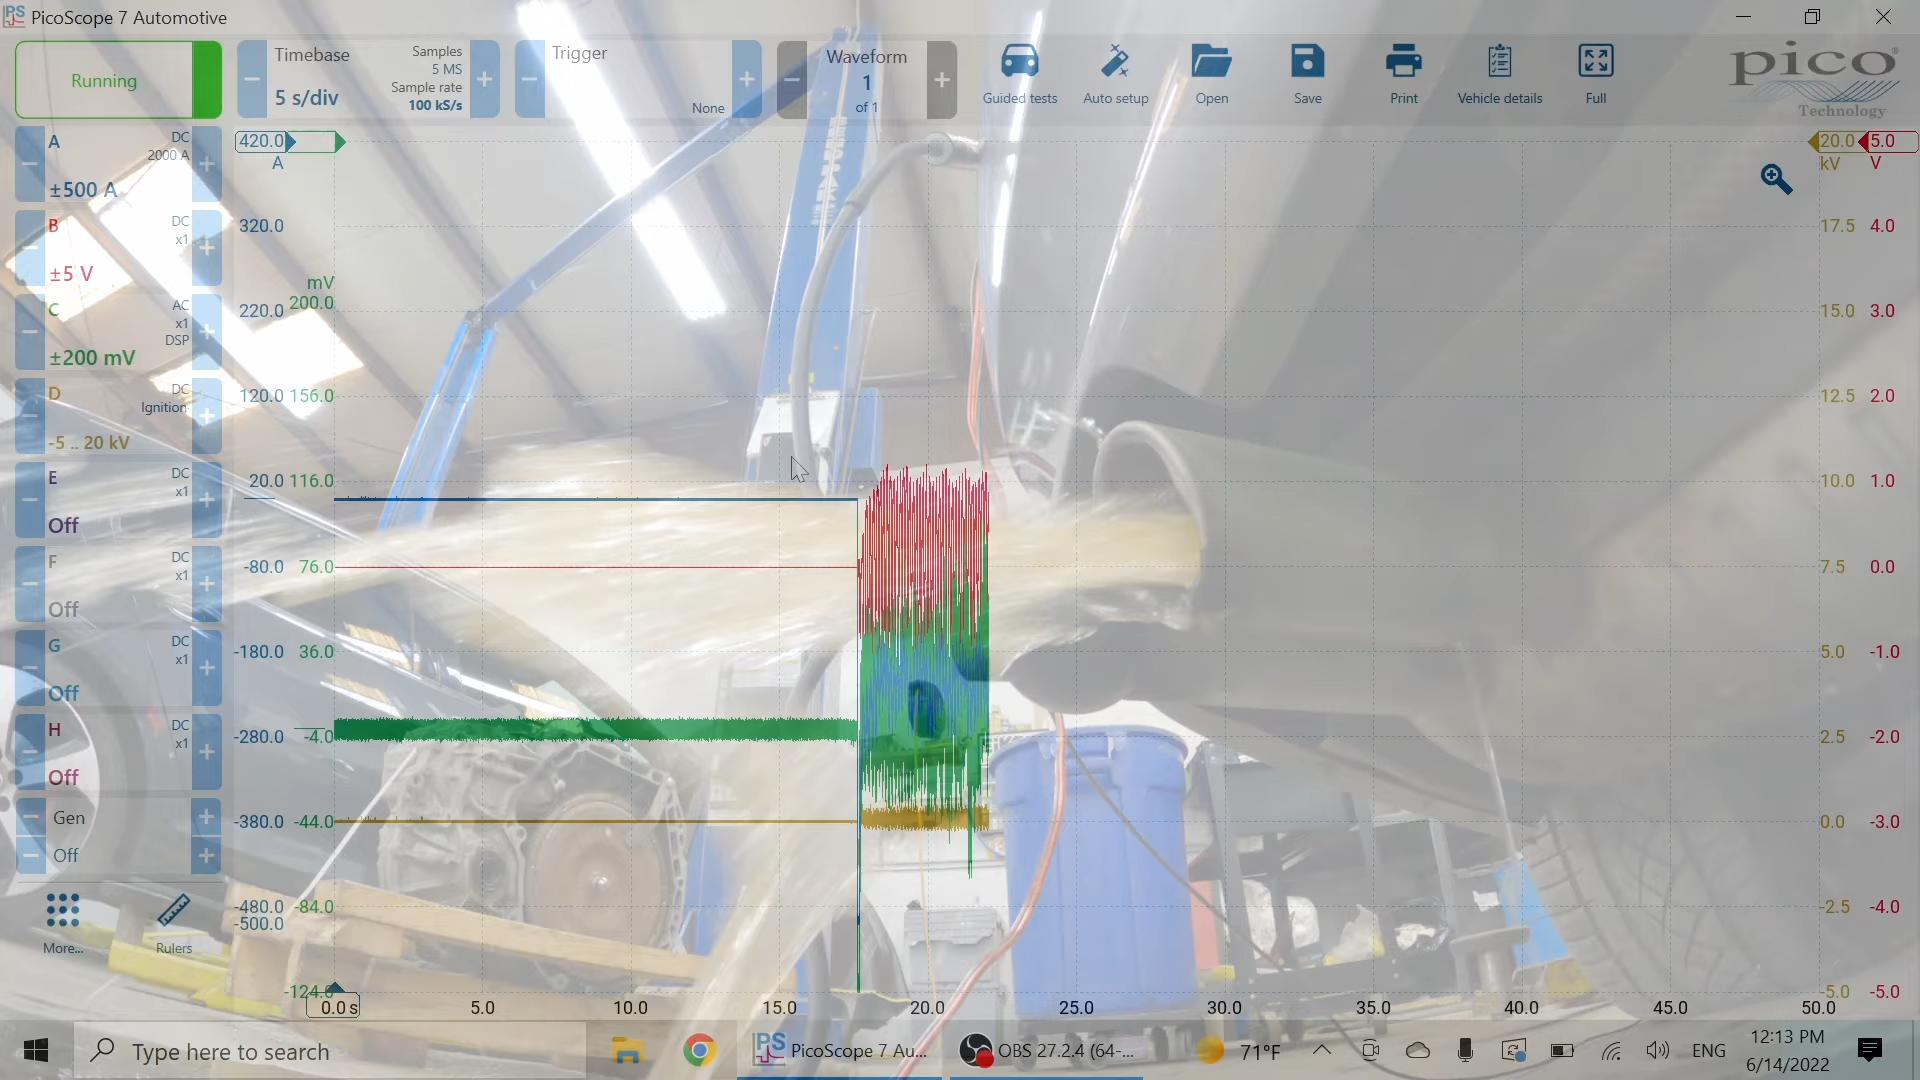 PicoScope 7 Automotive
Running
Timebase
5 s/div
Samples
5 MS
Sample rate
100 kS/s
Trigger
None
Waveform
1
of 1
Guided tests
Auto setup
Open
Save
Print
Vehicle details
Full
pico
Technology
A
DC
2000 A
±500 A
B
DC
x1
±5 V
C
AC
x1
DSP
±200 mV
D
DC
Ignition
-5 .. 20 kV
E
DC
x1
Off
F
DC
x1
Off
G
DC
x1
Off
H
DC
x1
Off
Gen
Off
More...
Rulers
420.0
A
320.0
220.0
120.0
20.0
-80.0
-180.0
-280.0
-380.0
-480.0
-500.0
mV
200.0
156.0
116.0
76.0
36.0
-4.0
-44.0
-84.0
-124.0
20.0
kV
17.5
15.0
12.5
10.0
7.5
5.0
2.5
0.0
-2.5
-5.0
5.0
V
4.0
3.0
2.0
1.0
0.0
-1.0
-2.0
-3.0
-4.0
-5.0
0.0 s
5.0
10.0
15.0
20.0
25.0
30.0
35.0
40.0
45.0
50.0
Type here to search
PS
PicoScope 7 Au...
OBS 27.2.4 (64-...
71°F
ENG
12:13 PM
6/14/2022